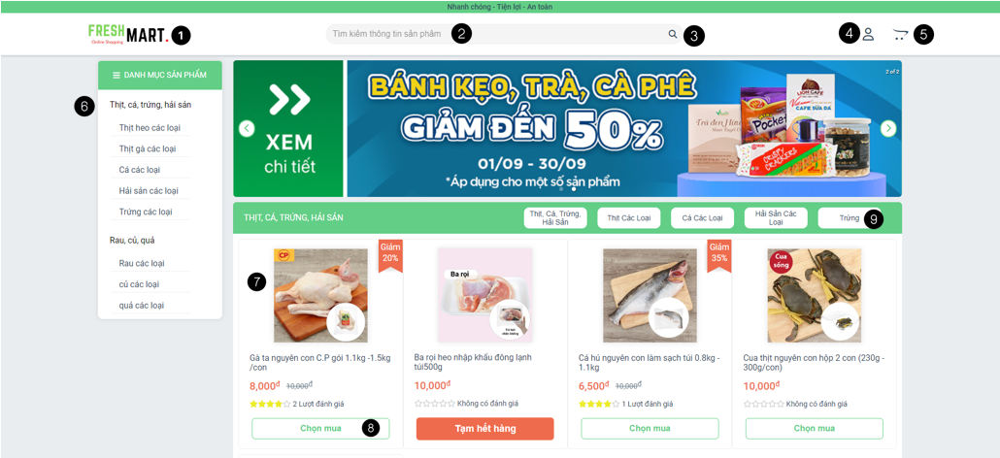 Nhanh chóng - Tiện lợi - An toàn
FRESH MART.
Online Shopping
1
Tìm kiếm thông tin sản phẩm
2
3
4
5
DANH MỤC SẢN PHẨM
6
Thịt, cá, trứng, hải sản
Thịt heo các loại
Thịt gà các loại
Cá các loại
Hải sản các loại
Trứng các loại
Rau, củ, quả
Rau các loại
củ các loại
quả các loại
XEM
chi tiết
BÁNH KẸO, TRÀ, CÀ PHÊ
GIẢM ĐẾN 50%
01/09 - 30/09
*Áp dụng cho một số sản phẩm
2 of 2
CAFE SỮA ĐÁ
Pocket
CRISPY
CRACKERS
THỊT, CÁ, TRỨNG, HẢI SẢN
Thịt, Cá, Trứng,
Hải Sản
Thịt Các Loại
Cá Các Loại
Hải Sản Các
Loại
Trứng
9
7
CP
Giảm
20%
Gà ta nguyên con C.P gói 1.1kg -1.5kg
/con
8,000đ 10,000đ
2 Lượt đánh giá
Chọn mua
8
Ba rọi
Ba rọi heo nhập khẩu đông lạnh
túi500g
10,000đ
Không có đánh giá
Tạm hết hàng
Giảm
35%
Cá hú nguyên con làm sạch túi 0.8kg -
1.1kg
6,500đ 10,000đ
1 Lượt đánh giá
Chọn mua
Cua
sống
Cua thịt nguyên con hộp 2 con (230g -
300g/con)
10,000đ
Không có đánh giá
Chọn mua